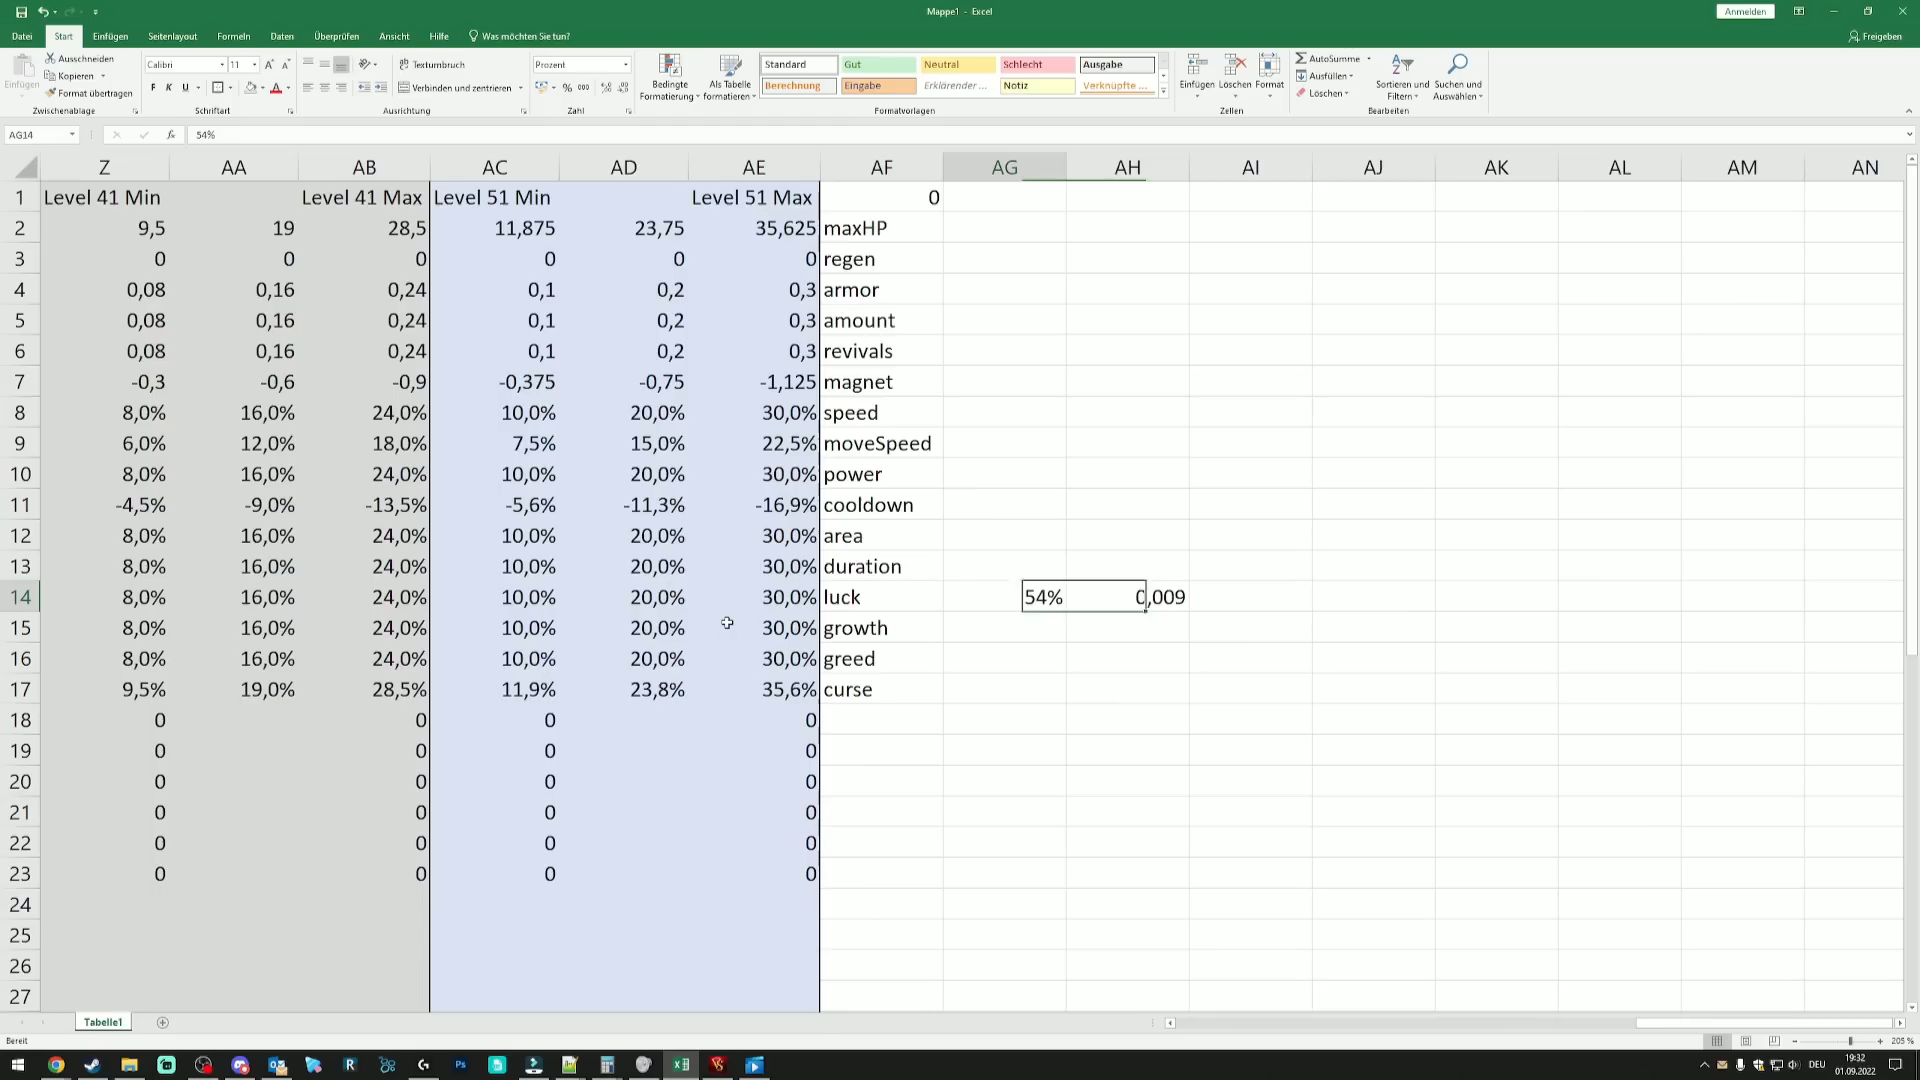 Mappe1 - Excel
Anmelden
Datei Start Einfügen Seitenlayout Formeln Daten Überprüfen Ansicht Hilfe Was möchten Sie tun? Freigeben
Einfügen
Ausschneiden
Kopieren
Format übertragen
Zwischenablage
Calibri 11
F K U
Schriftart
Textumbruch
Verbinden und zentrieren
Ausrichtung
Prozent
% 000
Zahl
Bedingte Formatierung
Als Tabelle formatieren
Standard Gut Neutral Schlecht Ausgabe
Berechnung Eingabe Erklärender ... Notiz Verknüpfte ...
Formatvorlagen
Einfügen Löschen Format
Zellen
AutoSumme
Ausfüllen
Löschen
Sortieren und Filtern
Suchen und Auswählen
Bearbeiten
AG14 fx 54%
Z AA AB AC AD AE AF AG AH AI AJ AK AL AM AN
1 Level 41 Min Level 41 Max Level 51 Min Level 51 Max 0
2 9,5 19 28,5 11,875 23,75 35,625 maxHP
3 0 0 0 0 0 0 regen
4 0,08 0,16 0,24 0,1 0,2 0,3 armor
5 0,08 0,16 0,24 0,1 0,2 0,3 amount
6 0,08 0,16 0,24 0,1 0,2 0,3 revivals
7 -0,3 -0,6 -0,9 -0,375 -0,75 -1,125 magnet
8 8,0% 16,0% 24,0% 10,0% 20,0% 30,0% speed
9 6,0% 12,0% 18,0% 7,5% 15,0% 22,5% moveSpeed
10 8,0% 16,0% 24,0% 10,0% 20,0% 30,0% power
11 -4,5% -9,0% -13,5% -5,6% -11,3% -16,9% cooldown
12 8,0% 16,0% 24,0% 10,0% 20,0% 30,0% area
13 8,0% 16,0% 24,0% 10,0% 20,0% 30,0% duration
14 8,0% 16,0% 24,0% 10,0% 20,0% 30,0% luck 54% 0,009
15 8,0% 16,0% 24,0% 10,0% 20,0% 30,0% growth
16 8,0% 16,0% 24,0% 10,0% 20,0% 30,0% greed
17 9,5% 19,0% 28,5% 11,9% 23,8% 35,6% curse
18 0 0 0 0
19 0 0 0 0
20 0 0 0 0
21 0 0 0 0
22 0 0 0 0
23 0 0 0 0
24
25
26
27
Tabelle1
Bereit
205 %
DEU
19:32
01.09.2022